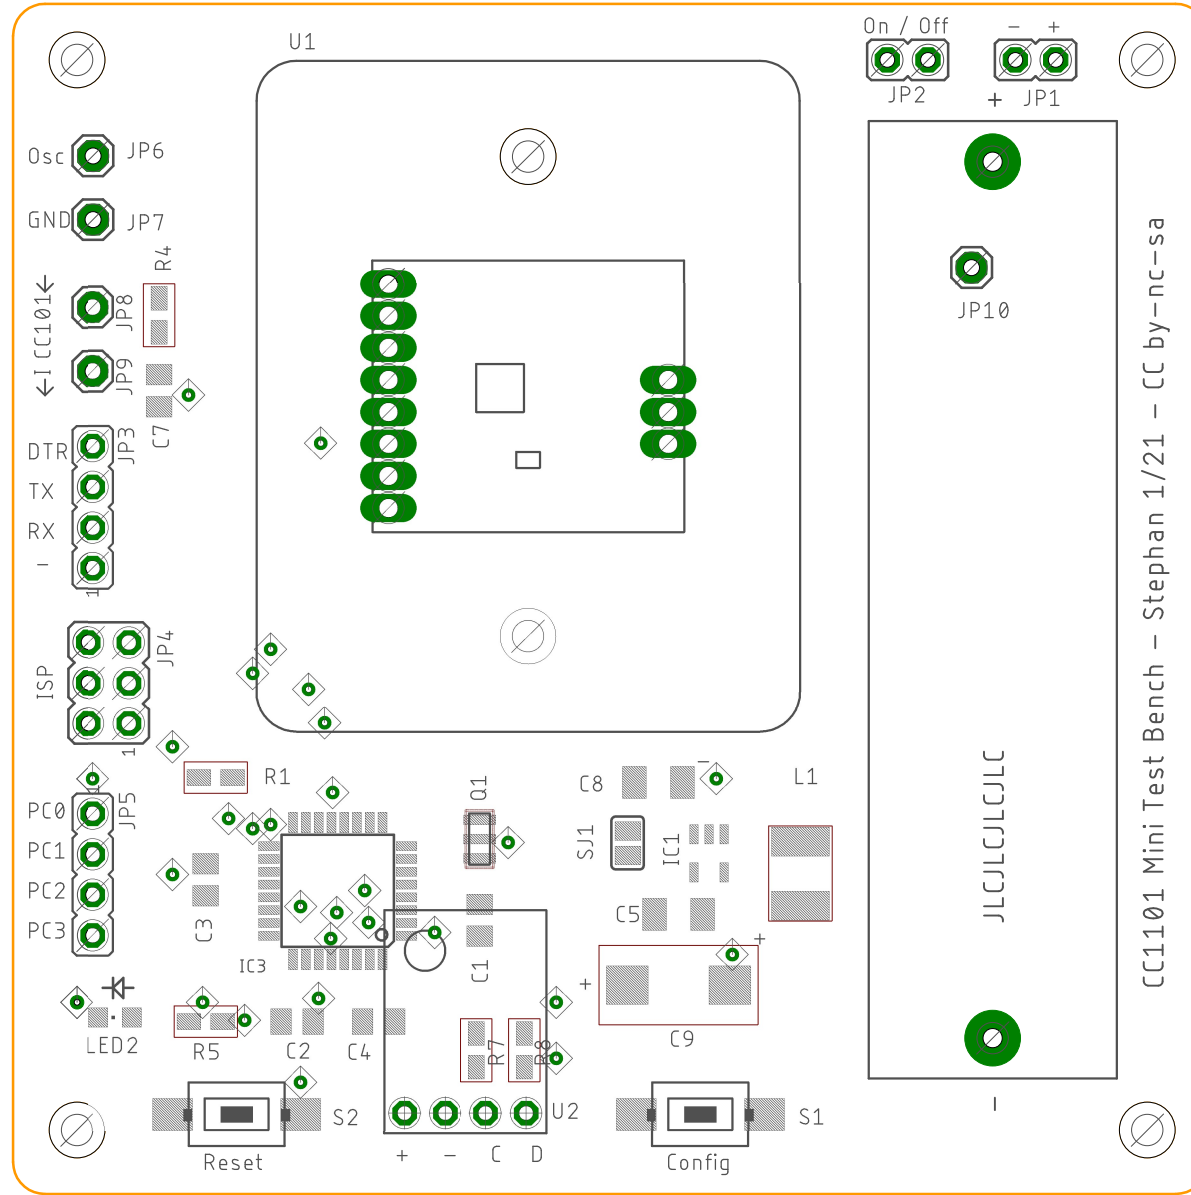 U1
On / Off
- +
JP2
+
JP1
Osc
JP6
GND
JP7
R4
I CC101
JP8
JP9
JP10
C7
JP3
DTR
TX
RX
-
1
JP4
ISP
1
R1
1
JP5
PC0
PC1
PC2
PC3
C3
IC3
Q1
C1
C8
-
L1
SJ1
IC1
C5
+
+
C9
LED2
R5
C2
C4
R7
R8
S2
Reset
U2
+ - C D
S1
Config
JLCJLCJLCJLC
-
CC1101 Mini Test Bench - Stephan 1/21 - CC by-nc-sa